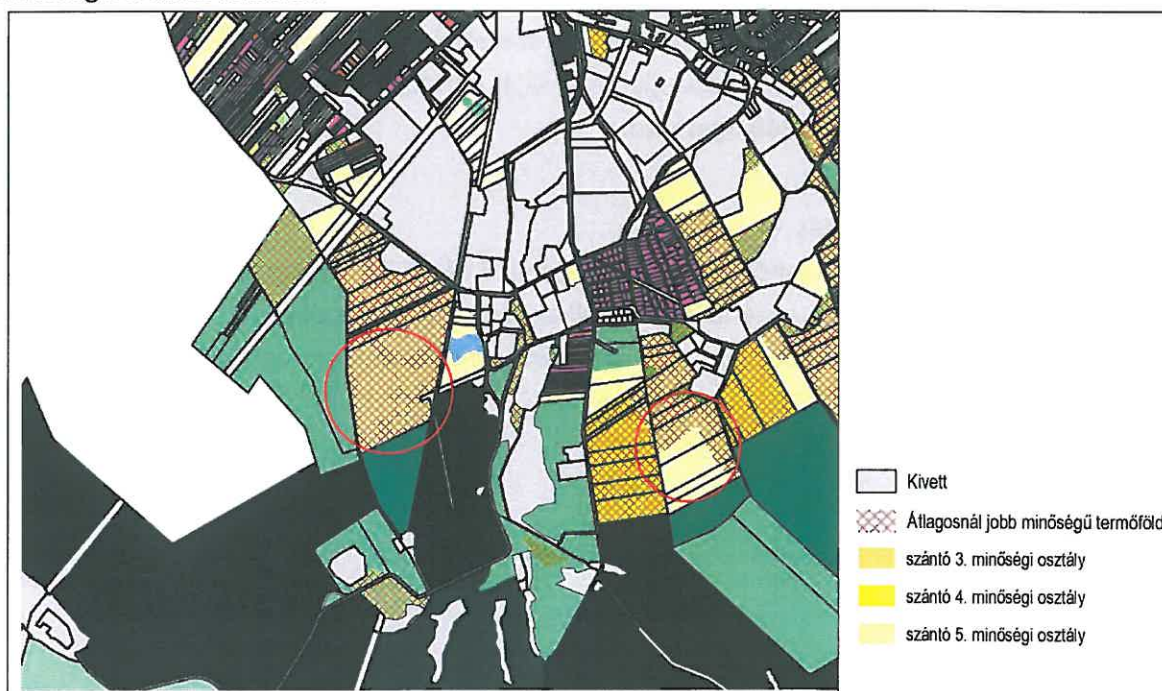 Kivett
Átlagosnál jobb minőségű termőföld
szántó 3. minőségi osztály
szántó 4. minőségi osztály
szántó 5. minőségi osztály